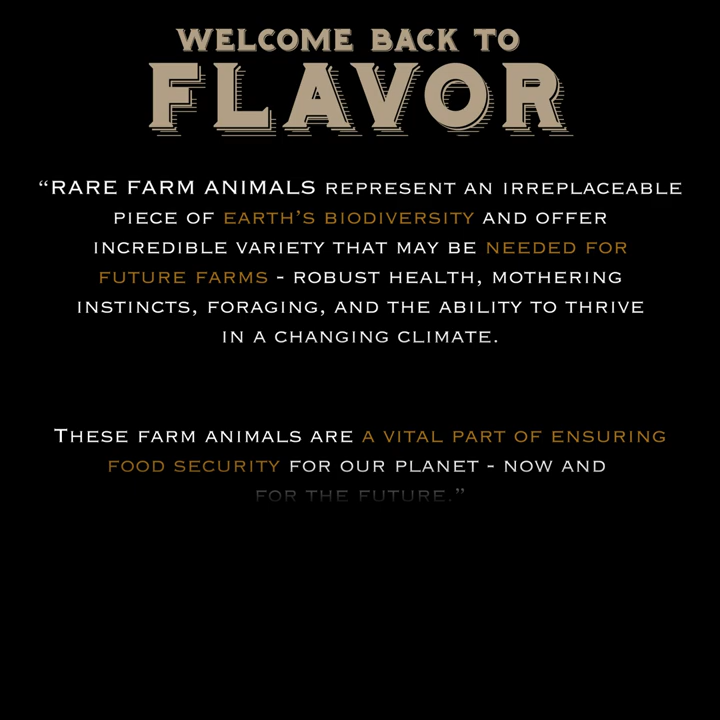 WELCOME BACK TO
FLAVOR
“RARE FARM ANIMALS REPRESENT AN IRREPLACEABLE
PIECE OF EARTH’S BIODIVERSITY AND OFFER
INCREDIBLE VARIETY THAT MAY BE NEEDED FOR
FUTURE FARMS - ROBUST HEALTH, MOTHERING
INSTINCTS, FORAGING, AND THE ABILITY TO THRIVE
IN A CHANGING CLIMATE.
THESE FARM ANIMALS ARE A VITAL PART OF ENSURING
FOOD SECURITY FOR OUR PLANET - NOW AND
FOR THE FUTURE.”